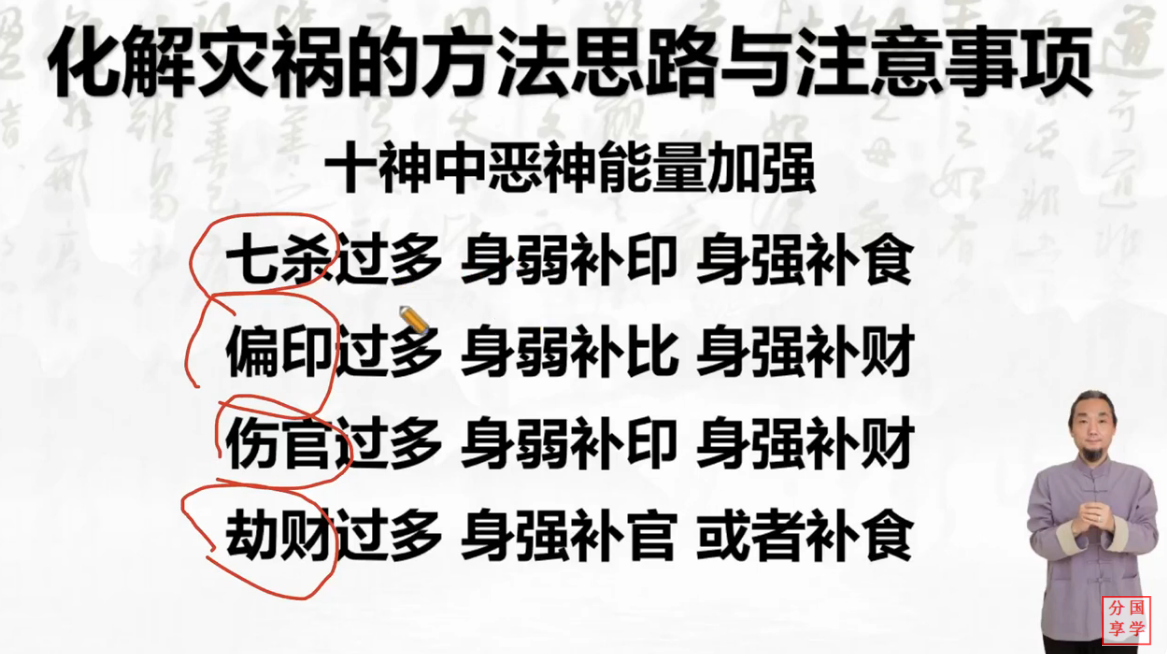 化解灾祸的方法思路与注意事项
十神中恶神能量加强
七杀过多 身弱补印 身强补食
偏印过多 身弱补比 身强补财
伤官过多 身弱补印 身强补财
劫财过多 身强补官 或者补食
分国
享学